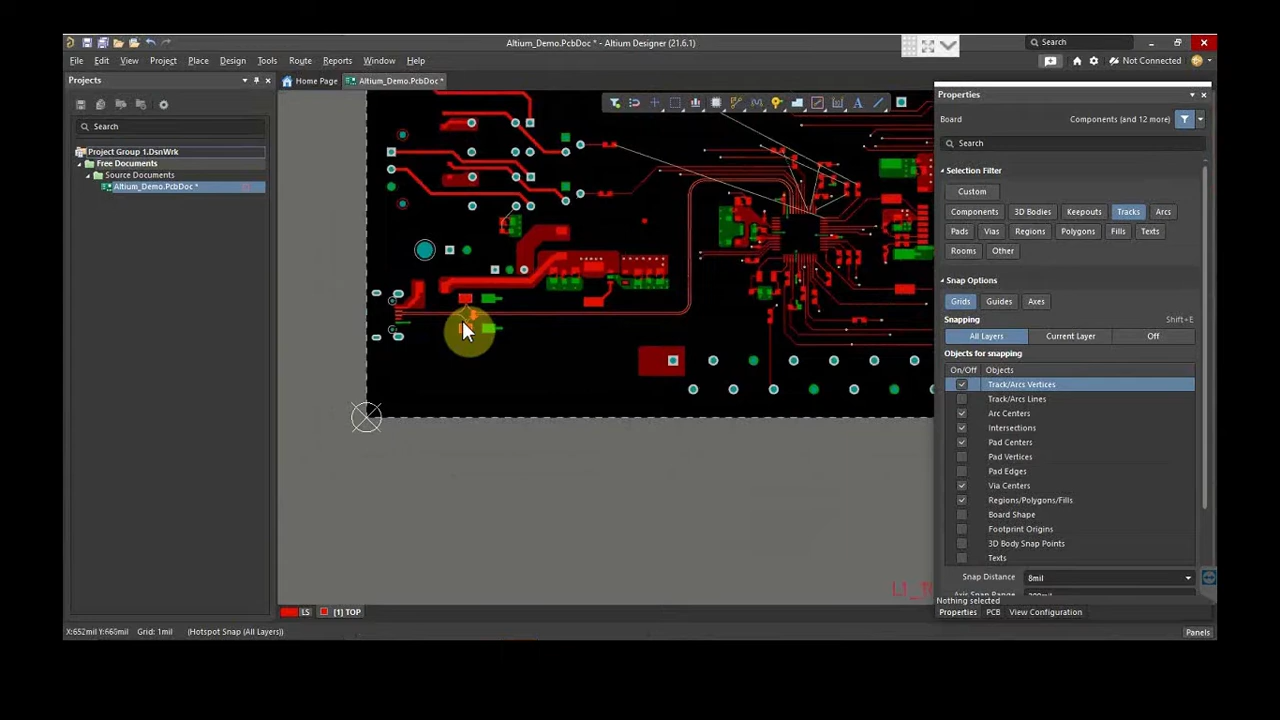 Altium_Demo.PcbDoc * - Altium Designer (21.6.1)
Search
File Edit View Project Place Design Tools Route Reports Window Help
Not Connected
Projects
Home Page
Altium_Demo.PcbDoc *
Search
Project Group 1.DsnWrk
Free Documents
Source Documents
Altium_Demo.PcbDoc *
Properties
Board
Components (and 12 more)
Search
Selection Filter
Custom
Components 3D Bodies Keepouts Tracks Arcs
Pads Vias Regions Polygons Fills Texts
Rooms Other
Snap Options
Grids Guides Axes
Snapping Shift+E
All Layers Current Layer Off
Objects for snapping
On/Off Objects
Track/Arcs Vertices
Track/Arcs Lines
Arc Centers
Intersections
Pad Centers
Pad Vertices
Pad Edges
Via Centers
Regions/Polygons/Fills
Board Shape
Footprint Origins
3D Body Snap Points
Texts
Snap Distance 8mil
Nothing selected
Properties PCB View Configuration
LS [1] TOP
X:652mil Y:660mil Grid: 1mil (Hotspot Snap (All Layers))
Panels